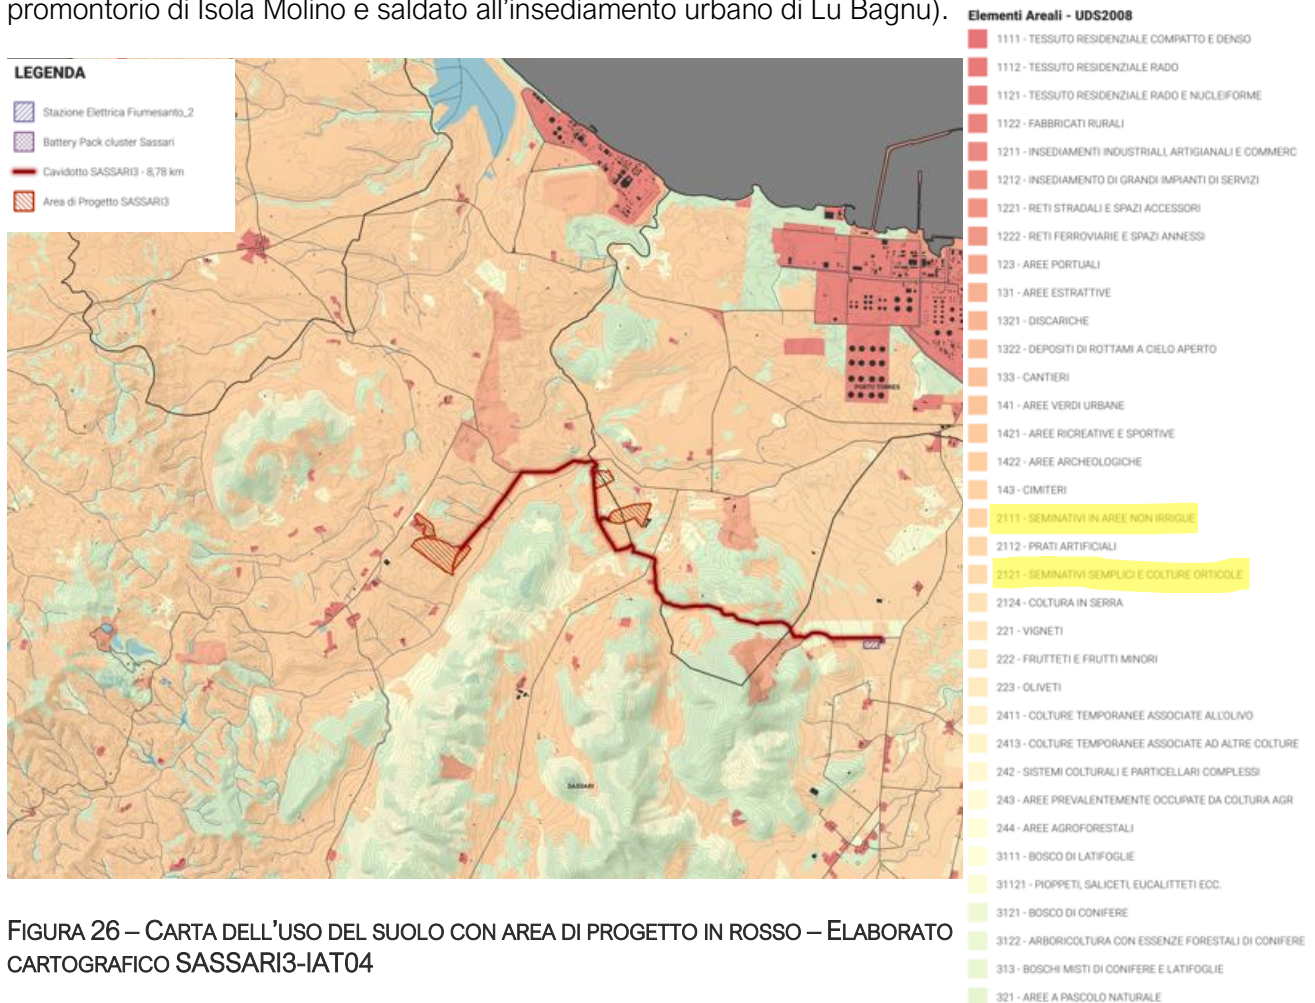 promontorio di Isola Molino e saldato all'insediamento urbano di Lu Bagnu).
LEGENDA
Stazione Elettrica Fiumesanto_2
Battery Pack cluster Sassari
Cavidotto SASSARI3 - 8,78 km
Area di Progetto SASSARI3
PORTO TORRES
SASSARI
Elementi Areali - UDS2008
1111 - TESSUTO RESIDENZIALE COMPATTO E DENSO
1112 - TESSUTO RESIDENZIALE RADO
1121 - TESSUTO RESIDENZIALE RADO E NUCLEIFORME
1122 - FABBRICATI RURALI
1211 - INSEDIAMENTI INDUSTRIALI, ARTIGIANALI E COMMERC
1212 - INSEDIAMENTO DI GRANDI IMPIANTI DI SERVIZI
1221 - RETI STRADALI E SPAZI ACCESSORI
1222 - RETI FERROVIARIE E SPAZI ANNESSI
123 - AREE PORTUALI
131 - AREE ESTRATTIVE
1321 - DISCARICHE
1322 - DEPOSITI DI ROTTAMI A CIELO APERTO
133 - CANTIERI
141 - AREE VERDI URBANE
1421 - AREE RICREATIVE E SPORTIVE
1422 - AREE ARCHEOLOGICHE
143 - CIMITERI
2111 - SEMINATIVI IN AREE NON IRRIGUE
2112 - PRATI ARTIFICIALI
2121 - SEMINATIVI SEMPLICI E COLTURE ORTICOLE
2124 - COLTURA IN SERRA
221 - VIGNETI
222 - FRUTTETI E FRUTTI MINORI
223 - OLIVETI
2411 - COLTURE TEMPORANEE ASSOCIATE ALL'OLIVO
2413 - COLTURE TEMPORANEE ASSOCIATE AD ALTRE COLTURE
242 - SISTEMI COLTURALI E PARTICELLARI COMPLESSI
243 - AREE PREVALENTEMENTE OCCUPATE DA COLTURA AGR
244 - AREE AGROFORESTALI
3111 - BOSCO DI LATIFOGLIE
31121 - PIOPPETI, SALICETI, EUCALITTETI ECC.
3121 - BOSCO DI CONIFERE
3122 - ARBORICOLTURA CON ESSENZE FORESTALI DI CONIFERE
313 - BOSCHI MISTI DI CONIFERE E LATIFOGLIE
321 - AREE A PASCOLO NATURALE
FIGURA 26 – CARTA DELL'USO DEL SUOLO CON AREA DI PROGETTO IN ROSSO – ELABORATO
CARTOGRAFICO SASSARI3-IAT04